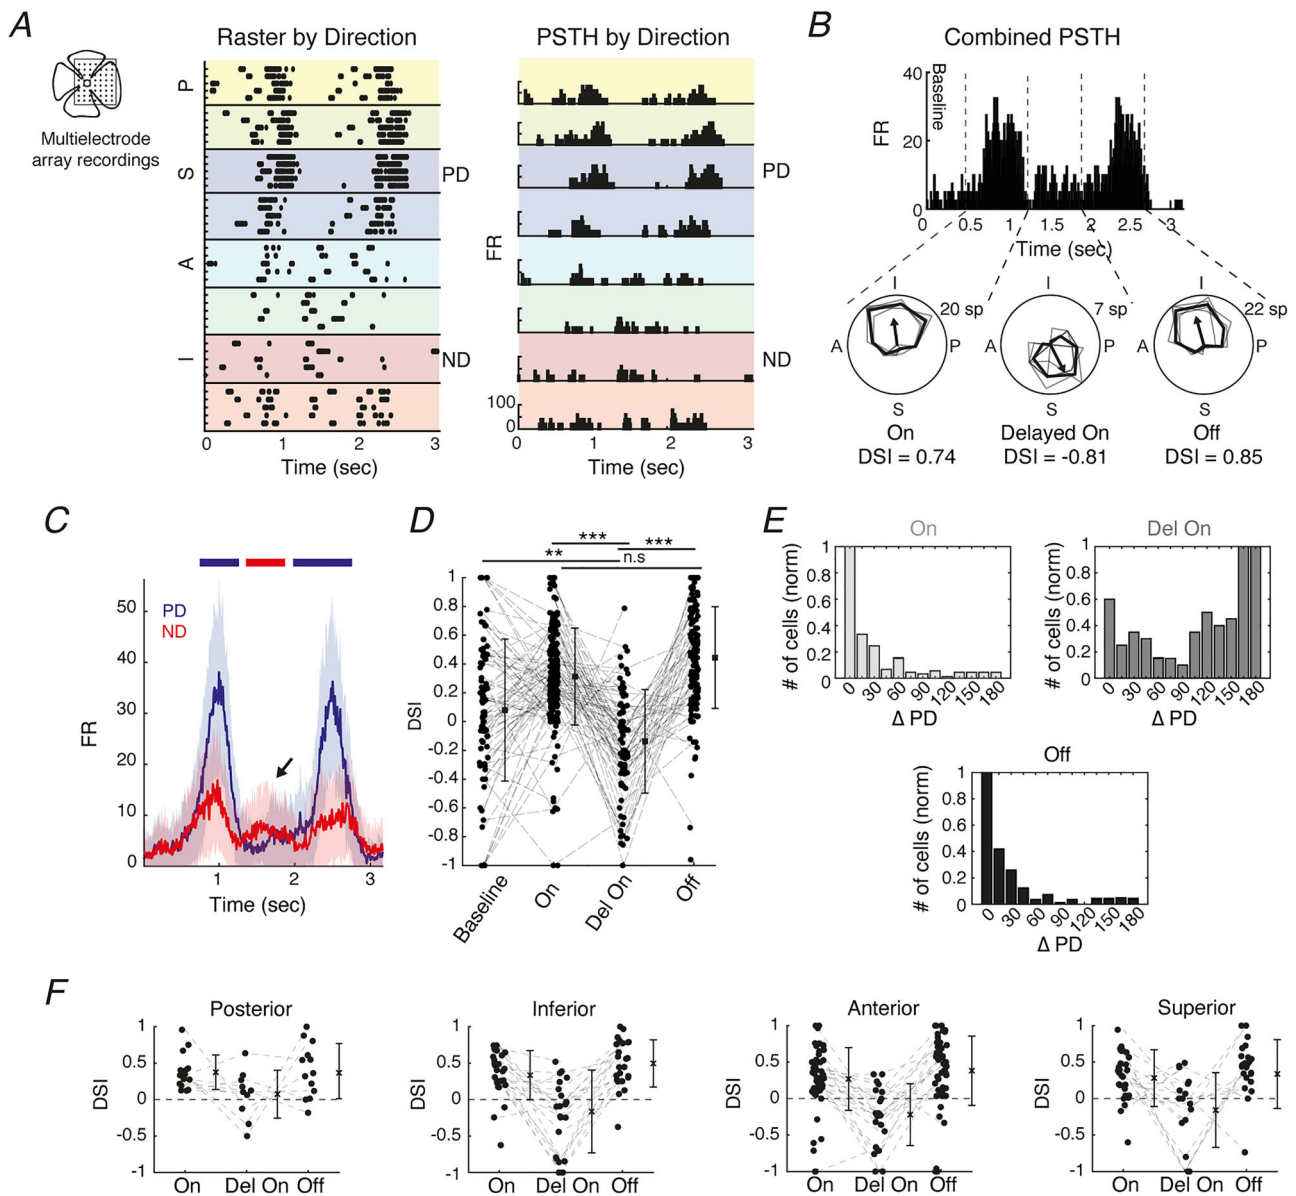 A
Raster by Direction
PSTH by Direction
Multielectrode
array recordings
P
S
A
I
PD
ND
0 1 2 3
Time (sec)
FR
PD
ND
100
0
0 1 2 3
Time (sec)
B
Combined PSTH
Baseline
FR
40
20
0
0 0.5 1 1.5 2 2.5 3
Time (sec)
I
A
P
S
20 sp
On
DSI = 0.74
I
A
P
S
7 sp
Delayed On
DSI = -0.81
I
A
P
S
22 sp
Off
DSI = 0.85
C
PD
ND
FR
50
40
30
20
10
0
1 2 3
Time (sec)
D
***
***
**
n.s
DSI
1
0.8
0.6
0.4
0.2
0
-0.2
-0.4
-0.6
-0.8
-1
Baseline
On
Del On
Off
E
On
# of cells (norm)
1
0.8
0.6
0.4
0.2
0
0 30 60 90 120 150 180
Δ PD
Del On
# of cells (norm)
1
0.8
0.6
0.4
0.2
0
0 30 60 90 120 150 180
Δ PD
Off
# of cells (norm)
1
0.8
0.6
0.4
0.2
0
0 30 60 90 120 150 180
Δ PD
F
Posterior
DSI
1
0.5
0
-0.5
-1
On Del On Off
Inferior
DSI
1
0.5
0
-0.5
-1
On Del On Off
Anterior
DSI
1
0.5
0
-0.5
-1
On Del On Off
Superior
DSI
1
0.5
0
-0.5
-1
On Del On Off